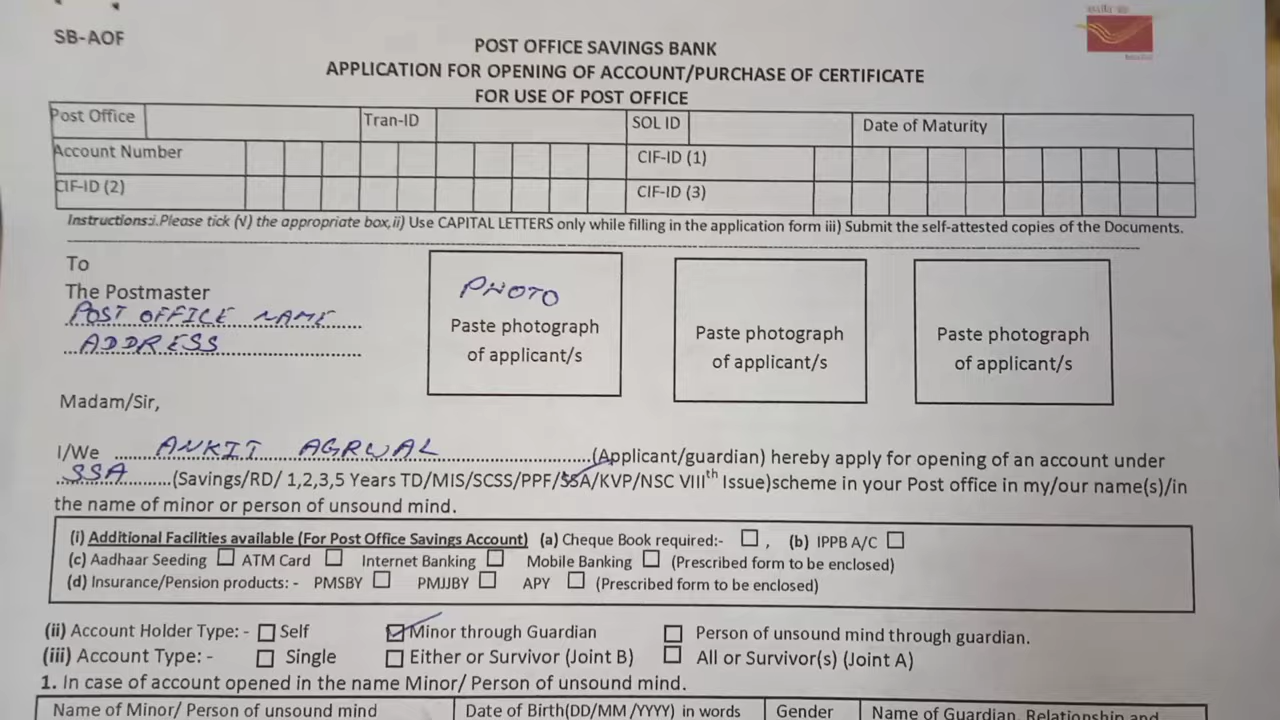 SB-AOF
POST OFFICE SAVINGS BANK
APPLICATION FOR OPENING OF ACCOUNT/PURCHASE OF CERTIFICATE
FOR USE OF POST OFFICE
Post Office Tran-ID SOL ID Date of Maturity
Account Number CIF-ID (1)
CIF-ID (2) CIF-ID (3)
Instructions:i.Please tick (√) the appropriate box,ii) Use CAPITAL LETTERS only while filling in the application form iii) Submit the self-attested copies of the Documents.
To
The Postmaster
POST OFFICE NAME
ADDRESS
PHOTO
Paste photograph
of applicant/s
Paste photograph
of applicant/s
Paste photograph
of applicant/s
Madam/Sir,
I/We ANKIT AGRWAL (Applicant/guardian) hereby apply for opening of an account under
SSA (Savings/RD/ 1,2,3,5 Years TD/MIS/SCSS/PPF/SSA/KVP/NSC VIIIth Issue)scheme in your Post office in my/our name(s)/in
the name of minor or person of unsound mind.
(i) Additional Facilities available (For Post Office Savings Account) (a) Cheque Book required:- , (b) IPPB A/C
(c) Aadhaar Seeding ATM Card Internet Banking Mobile Banking (Prescribed form to be enclosed)
(d) Insurance/Pension products: - PMSBY PMJJBY APY (Prescribed form to be enclosed)
(ii) Account Holder Type: - Self Minor through Guardian Person of unsound mind through guardian.
(iii) Account Type: - Single Either or Survivor (Joint B) All or Survivor(s) (Joint A)
1. In case of account opened in the name Minor/ Person of unsound mind.
Name of Minor/ Person of unsound mind Date of Birth(DD/MM /YYYY) in words Gender Name of Guardian, Relationship and